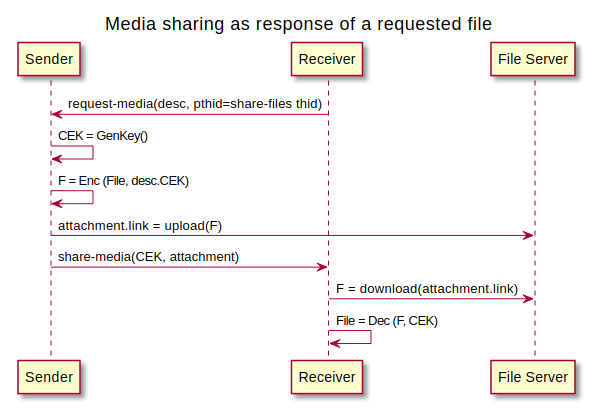 Media sharing as response of a requested file
Sender Receiver File Server
request-media(desc, pthid=share-files thid)
CEK = GenKey()
F = Enc (File, desc.CEK)
attachment.link = upload(F)
share-media(CEK, attachment)
F = download(attachment.link)
File = Dec (F, CEK)
Sender Receiver File Server